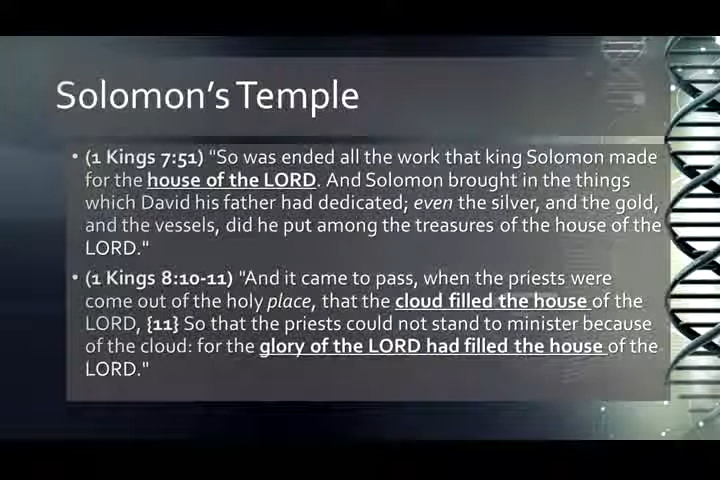 Solomon's Temple
• (1 Kings 7:51) "So was ended all the work that king Solomon made
for the house of the LORD. And Solomon brought in the things
which David his father had dedicated; even the silver, and the gold,
and the vessels, did he put among the treasures of the house of the
LORD."
• (1 Kings 8:10-11) "And it came to pass, when the priests were
come out of the holy place, that the cloud filled the house of the
LORD, {11} So that the priests could not stand to minister because
of the cloud: for the glory of the LORD had filled the house of the
LORD."